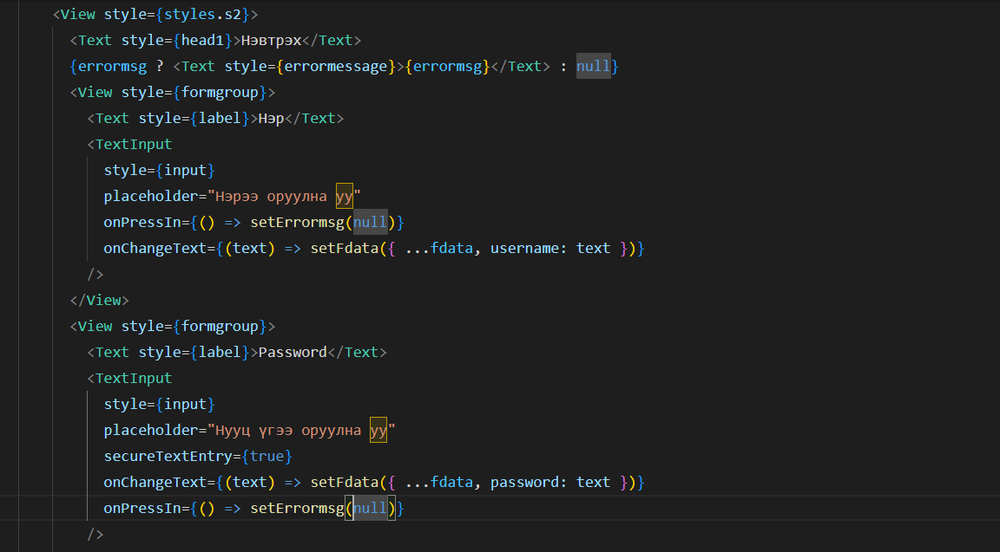 <View style={styles.s2}>
<Text style={head1}>Нэвтрэх</Text>
{errormsg ? <Text style={errormessage}>{errormsg}</Text> : null}
<View style={formgroup}>
<Text style={label}>Нэр</Text>
<TextInput
style={input}
placeholder="Нэрээ оруулна уу"
onPressIn={() => setErrormsg(null)}
onChangeText={(text) => setFdata({ ...fdata, username: text })}
/>
</View>
<View style={formgroup}>
<Text style={label}>Password</Text>
<TextInput
style={input}
placeholder="Нууц үгээ оруулна уу"
secureTextEntry={true}
onChangeText={(text) => setFdata({ ...fdata, password: text })}
onPressIn={() => setErrormsg(null)}
/>